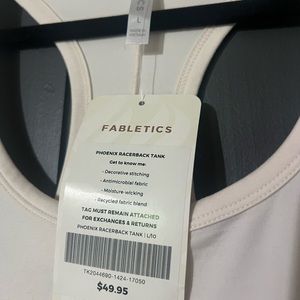 FABLETICS
PHOENIX RACERBACK TANK
Get to know me:
- Decorative stitching
- Antimicrobial fabric
- Moisture-wicking
- Recycled fabric blend
TAG MUST REMAIN ATTACHED
FOR EXCHANGES & RETURNS
PHOENIX RACERBACK TANK | L/10
TK2044690-1424-17050
$49.95